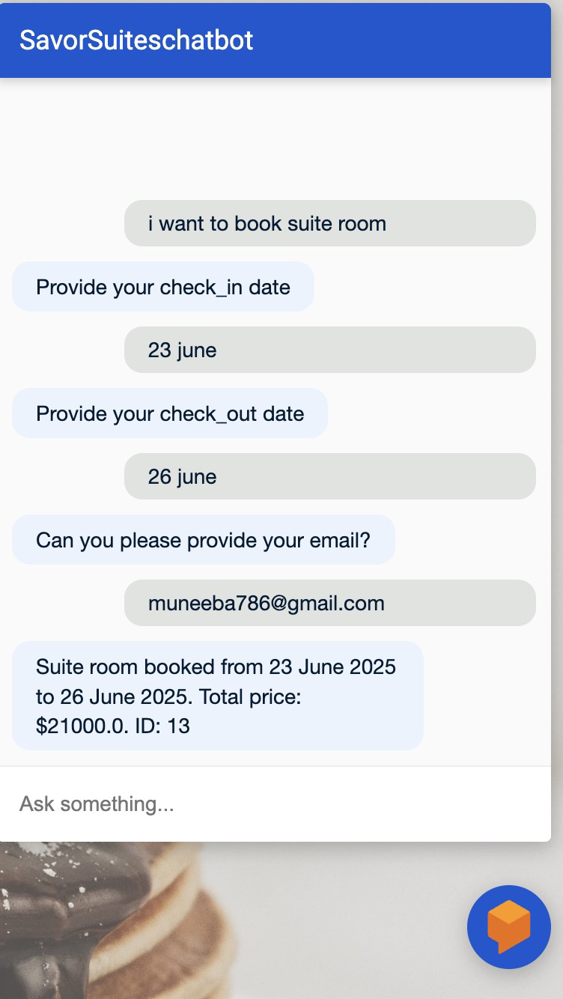 SavorSuiteschatbot
i want to book suite room
Provide your check_in date
23 june
Provide your check_out date
26 june
Can you please provide your email?
muneeba786@gmail.com
Suite room booked from 23 June 2025
to 26 June 2025. Total price:
$21000.0. ID: 13
Ask something...